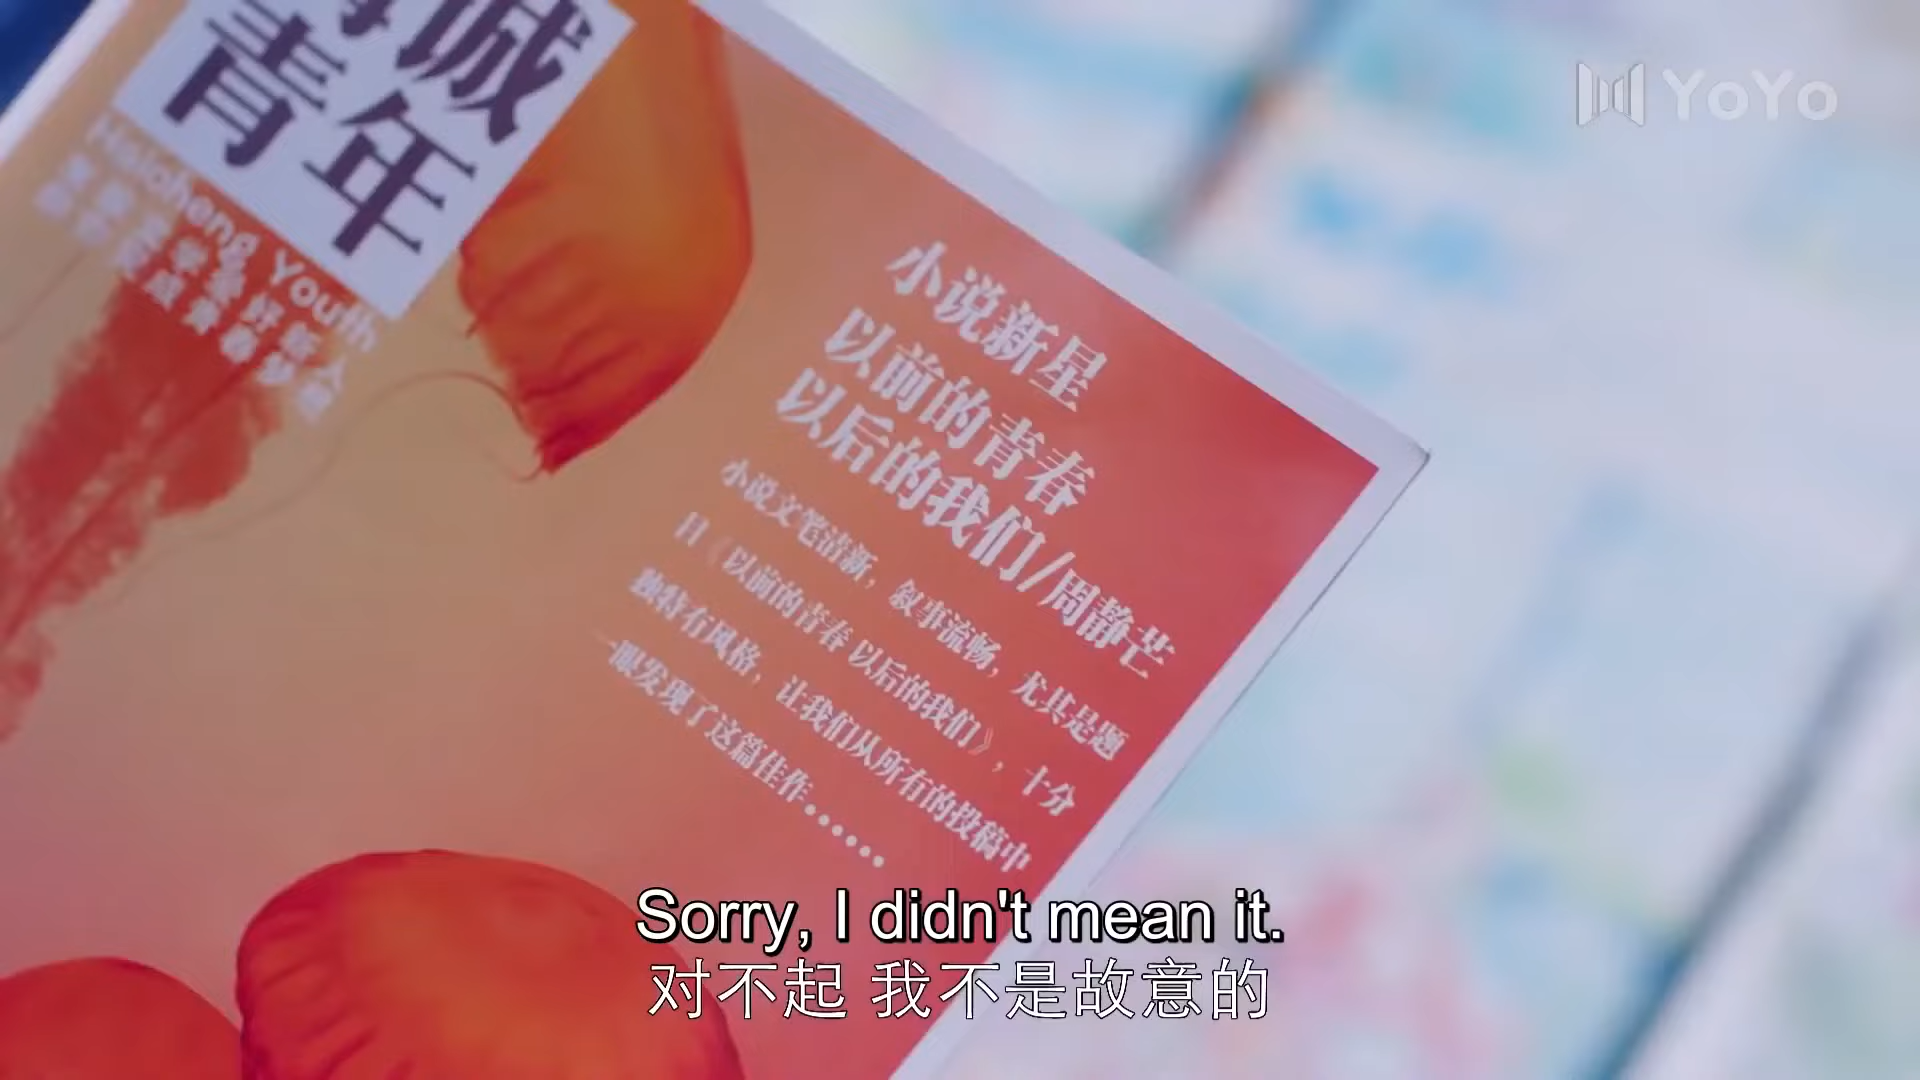 城
青年
Haicheng Youth
小说新星
以前的青春
以后的我们/周静芒
小说文笔清新，叙事流畅，尤其是题
目《以前的青春 以后的我们》，十分
独特有风格，让我们从所有的投稿中
一眼发现了这篇佳作......
YoYo
Sorry, I didn't mean it.
对不起 我不是故意的